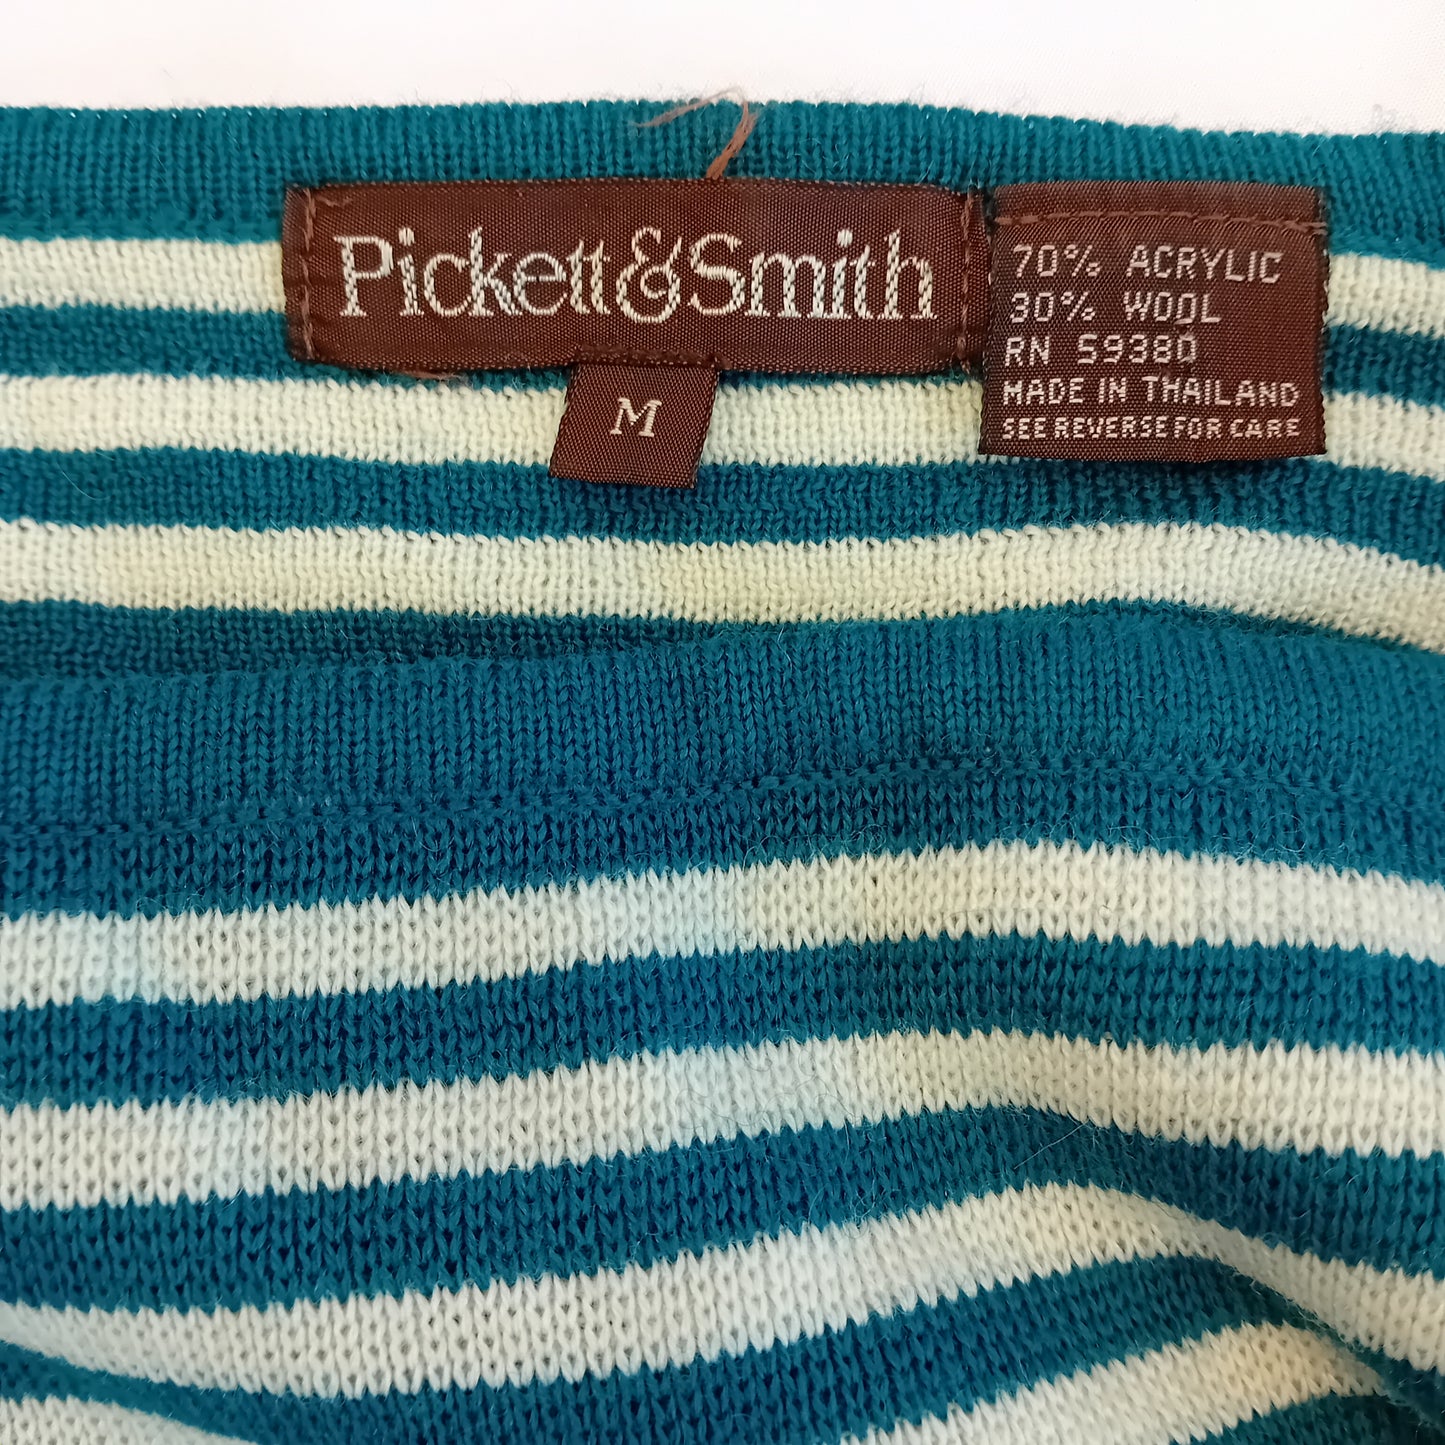 Pickett&Smith
M
70% ACRYLIC
30% WOOL
RN 59380
MADE IN THAILAND
SEE REVERSE FOR CARE